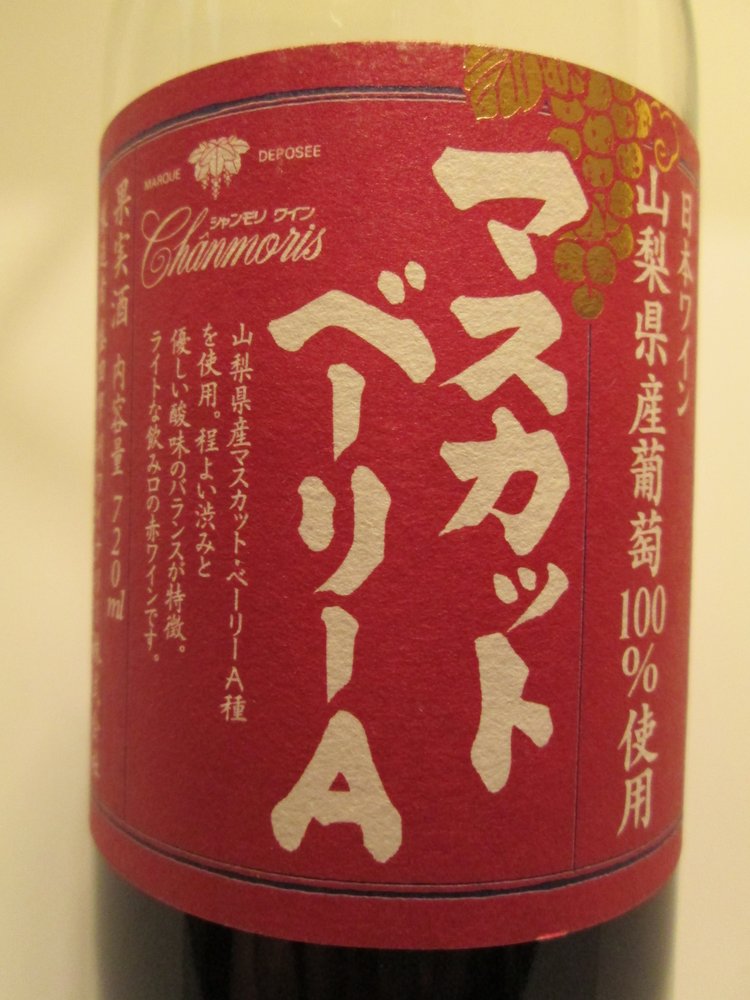 日本ワイン
山梨県産葡萄100%使用
マスカット
ベーリーA
MARQUE DEPOSEE
シャンモリ ワイン
Chânmoris
山梨県産マスカット・ベーリーA種
を使用。程よい渋みと
優しい酸味のバランスが特徴。
ライトな飲み口の赤ワインです。
果実酒 内容量 720ml